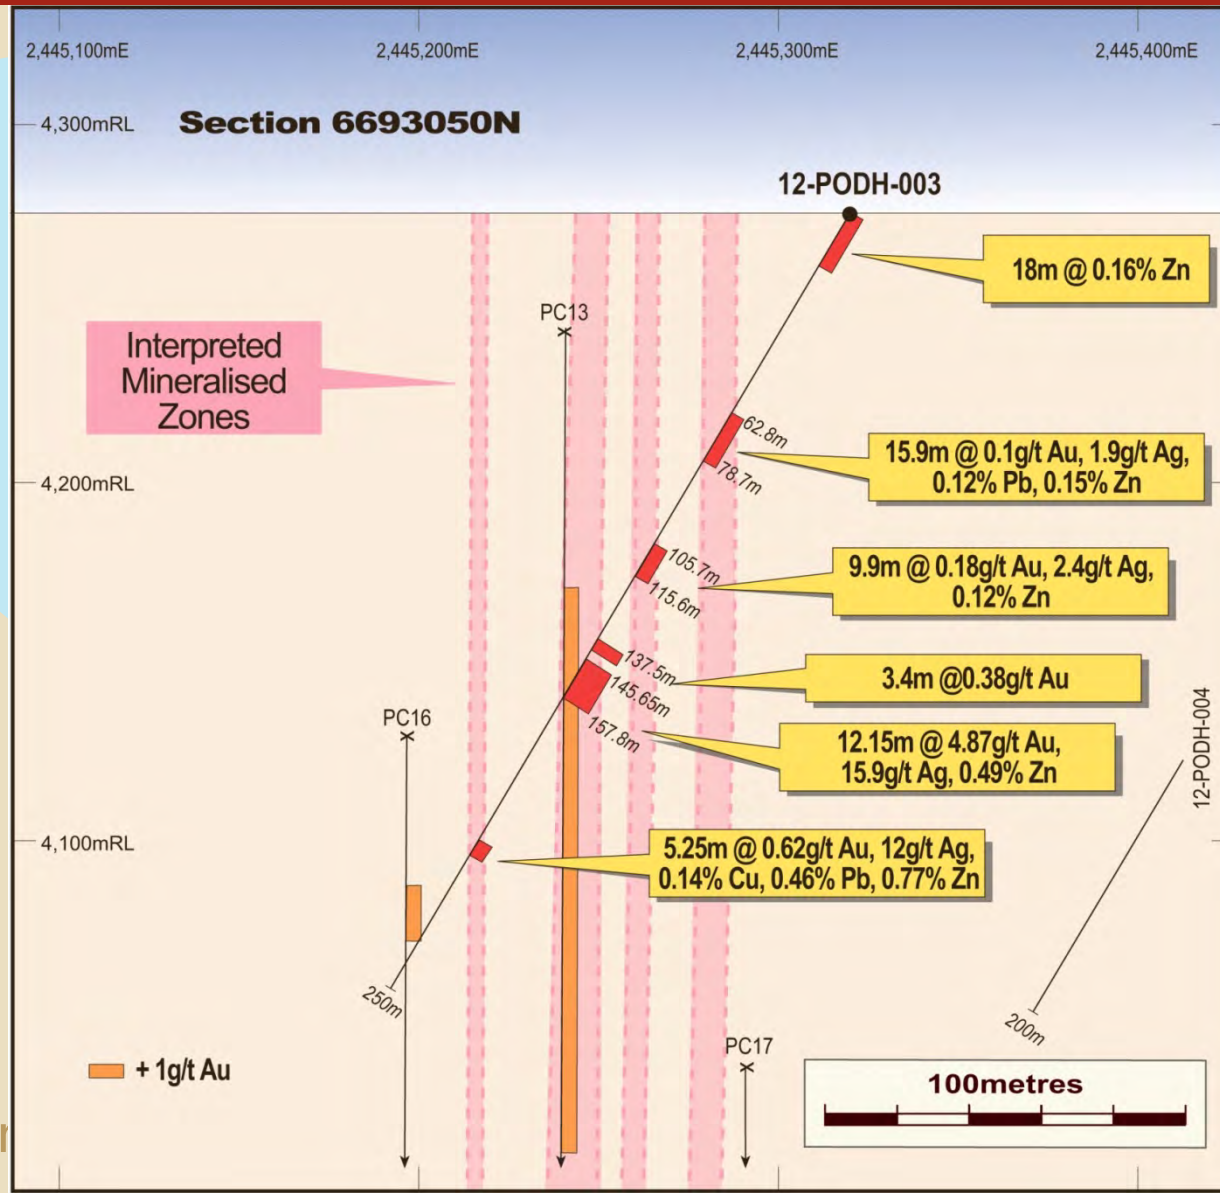 2,445,100mE
2,445,200mE
2,445,300mE
2,445,400mE
4,300mRL
Section 6693050N
12-PODH-003
18m @ 0.16% Zn
PC13
Interpreted
Mineralised
Zones
62.8m
78.7m
15.9m @ 0.1g/t Au, 1.9g/t Ag,
0.12% Pb, 0.15% Zn
4,200mRL
105.7m
115.6m
9.9m @ 0.18g/t Au, 2.4g/t Ag,
0.12% Zn
137.5m
145.65m
157.8m
3.4m @0.38g/t Au
PC16
12.15m @ 4.87g/t Au,
15.9g/t Ag, 0.49% Zn
12-PODH-004
4,100mRL
5.25m @ 0.62g/t Au, 12g/t Ag,
0.14% Cu, 0.46% Pb, 0.77% Zn
250m
200m
PC17
+ 1g/t Au
100metres